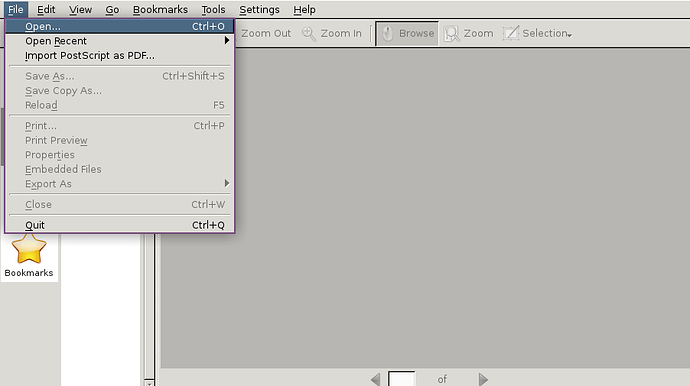 File Edit View Go Bookmarks Tools Settings Help
Zoom Out Zoom In Browse Zoom Selection
Open... Ctrl+O
Open Recent
Import PostScript as PDF...
Save As... Ctrl+Shift+S
Save Copy As...
Reload F5
Print... Ctrl+P
Print Preview
Properties
Embedded Files
Export As
Close Ctrl+W
Quit Ctrl+Q
Bookmarks
of